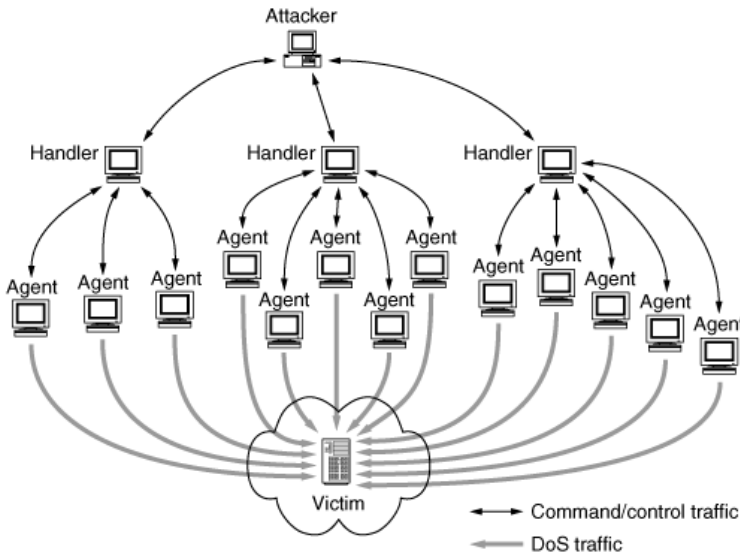 Attacker
Handler
Handler
Handler
Agent
Agent
Agent
Agent
Agent
Agent
Agent
Agent
Agent
Agent
Agent
Agent
Agent
Victim
Command/control traffic
DoS traffic